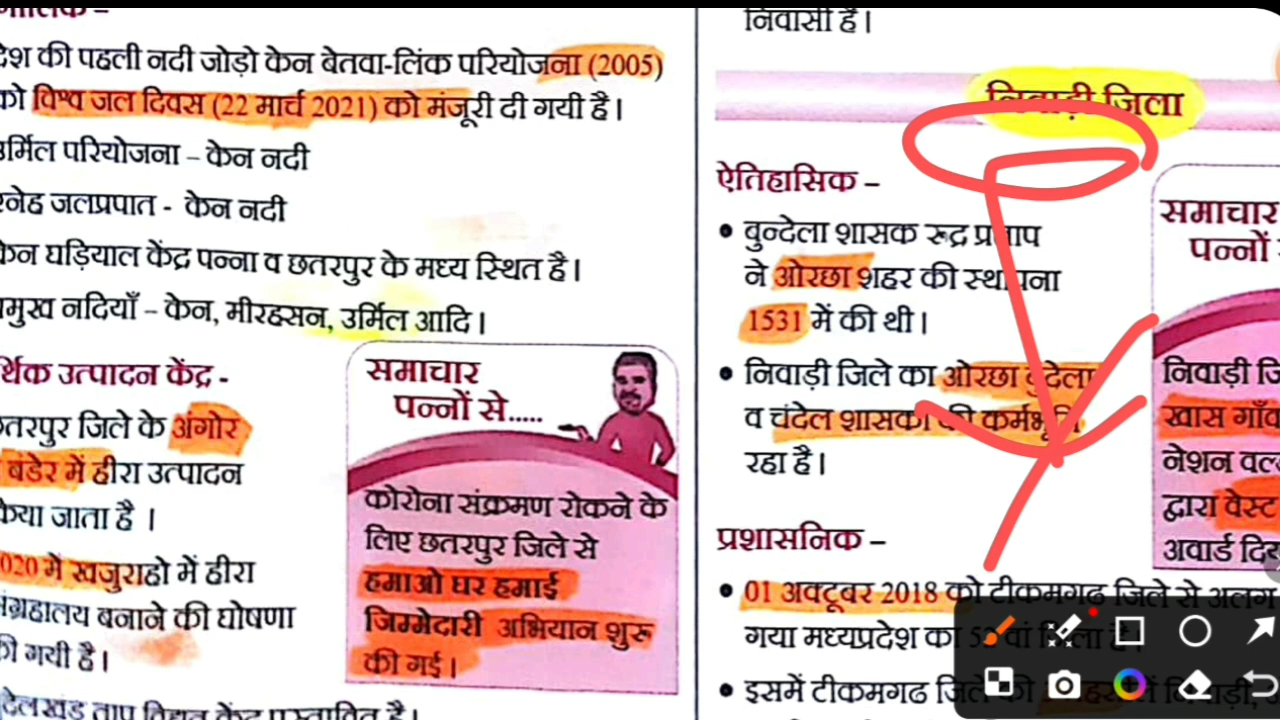 देश की पहली नदी जोड़ो केन बेतवा-लिंक परियोजना (2005)
को विश्व जल दिवस (22 मार्च 2021) को मंजूरी दी गयी है।
उर्मिल परियोजना – केन नदी
जलप्रपात - केन नदी
केन घड़ियाल केंद्र पन्ना व छतरपुर के मध्य स्थित है।
प्रमुख नदियाँ – केन, मीरहसन, उर्मिल आदि।
उत्पादन केंद्र -
छतरपुर जिले के अंगोर
बंडेर में हीरा उत्पादन
किया जाता है ।
2020 में खजुराहो में हीरा
संग्रहालय बनाने की घोषणा
की गयी है।
समाचार
पन्नों से.....
कोरोना संक्रमण रोकने के
लिए छतरपुर जिले से
हमाओ घर हमाई
जिम्मेदारी अभियान शुरू
की गई।
निवासी है।
निवाड़ी जिला
ऐतिहासिक –
• बुन्देला शासक रूद्र प्रताप
ने ओरछा शहर की स्थापना
1531 में की थी।
• निवाड़ी जिले का ओरछा बुंदेला
व चंदेल शासकों की कर्मभूमि
रहा है।
प्रशासनिक –
• 01 अक्टूबर 2018 को टीकमगढ जिले से अलग
गया मध्यप्रदेश का 52 वां जिला है।
• इसमें टीकमगढ जिले की
समाचार
पन्नों
निवाड़ी
खास गाँव
नेशन
द्वारा वेस्ट
अवार्ड